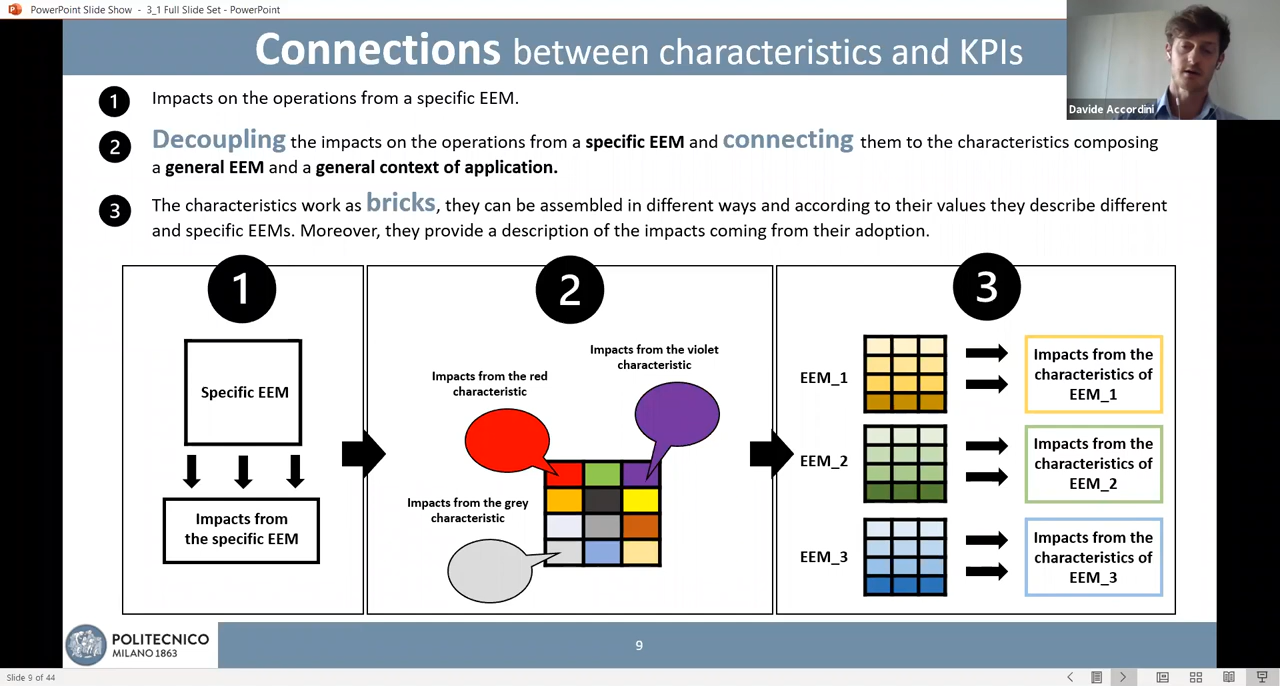 PowerPoint Slide Show - 3_1 Full Slide Set - PowerPoint
Connections between characteristics and KPIs
Davide Accordini
1 Impacts on the operations from a specific EEM.
2 Decoupling the impacts on the operations from a specific EEM and connecting them to the characteristics composing
a general EEM and a general context of application.
3 The characteristics work as bricks, they can be assembled in different ways and according to their values they describe different
and specific EEMs. Moreover, they provide a description of the impacts coming from their adoption.
1
Specific EEM
Impacts from
the specific EEM
2
Impacts from the violet
characteristic
Impacts from the red
characteristic
Impacts from the grey
characteristic
3
EEM_1
Impacts from the
characteristics of
EEM_1
EEM_2
Impacts from the
characteristics of
EEM_2
EEM_3
Impacts from the
characteristics of
EEM_3
POLITECNICO
MILANO 1863
9
Slide 9 of 44